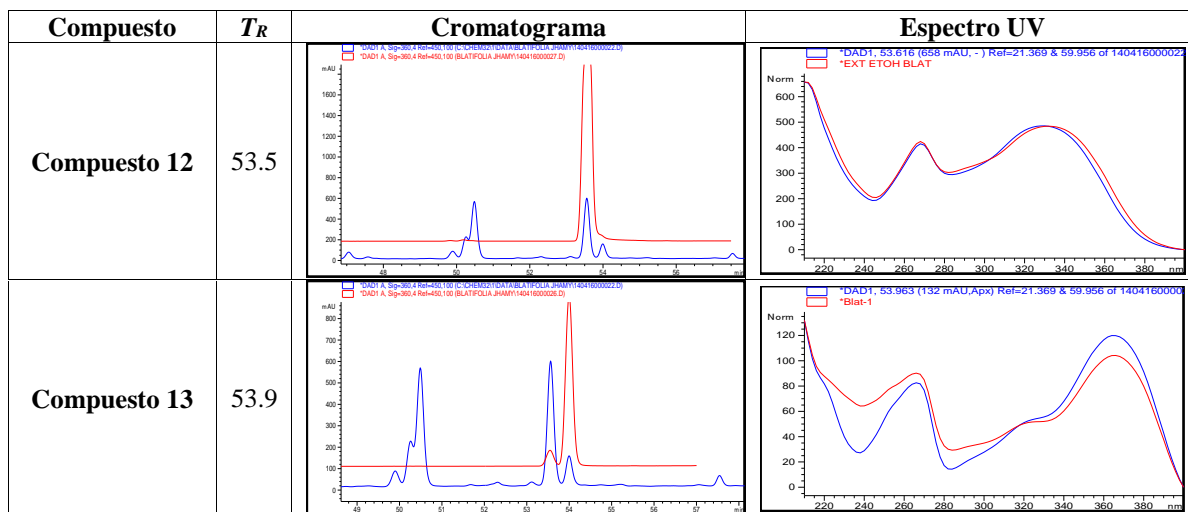 Compuesto TR Cromatograma Espectro UV
Compuesto 12 53.5
*DAD1 A, Sig=360,4 Ref=450,100 (C:\CHEM32\1\DATA\BLATIFOLIA JHAMY\140416000022.D)
*DAD1 A, Sig=360,4 Ref=450,100 (BLATIFOLIA JHAMY\140416000027.D)
mAU
1600
1400
1200
1000
800
600
400
200
0
48 50 52 54 56 min
*DAD1, 53.616 (658 mAU, - ) Ref=21.369 & 59.956 of 140416000022
*EXT ETOH BLAT
Norm
600
500
400
300
200
100
0
220 240 260 280 300 320 340 360 380 nm
Compuesto 13 53.9
*DAD1 A, Sig=360,4 Ref=450,100 (C:\CHEM32\1\DATA\BLATIFOLIA JHAMY\140416000022.D)
*DAD1 A, Sig=360,4 Ref=450,100 (BLATIFOLIA JHAMY\140416000026.D)
mAU
800
700
600
500
400
300
200
100
0
49 50 51 52 53 54 55 56 57 min
*DAD1, 53.963 (132 mAU,Apx) Ref=21.369 & 59.956 of 1404160000
*Blat-1
Norm
120
100
80
60
40
20
0
220 240 260 280 300 320 340 360 380 nm